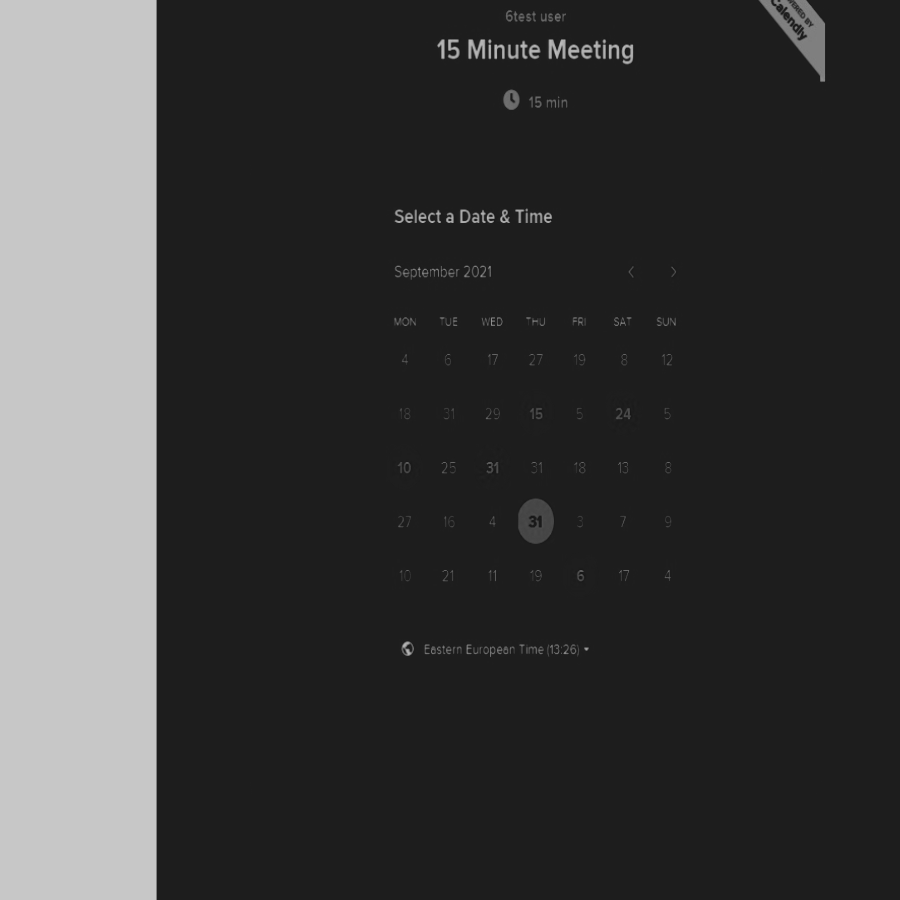 6test user
POWERED BY
Calendly
15 Minute Meeting
15 min
Select a Date & Time
September 2021
MON TUE WED THU FRI SAT SUN
4 6 17 27 19 8 12
18 31 29 15 5 24 5
10 25 31 31 18 13 8
27 16 4 31 3 7 9
10 21 11 19 6 17 4
Eastern European Time (13:26)